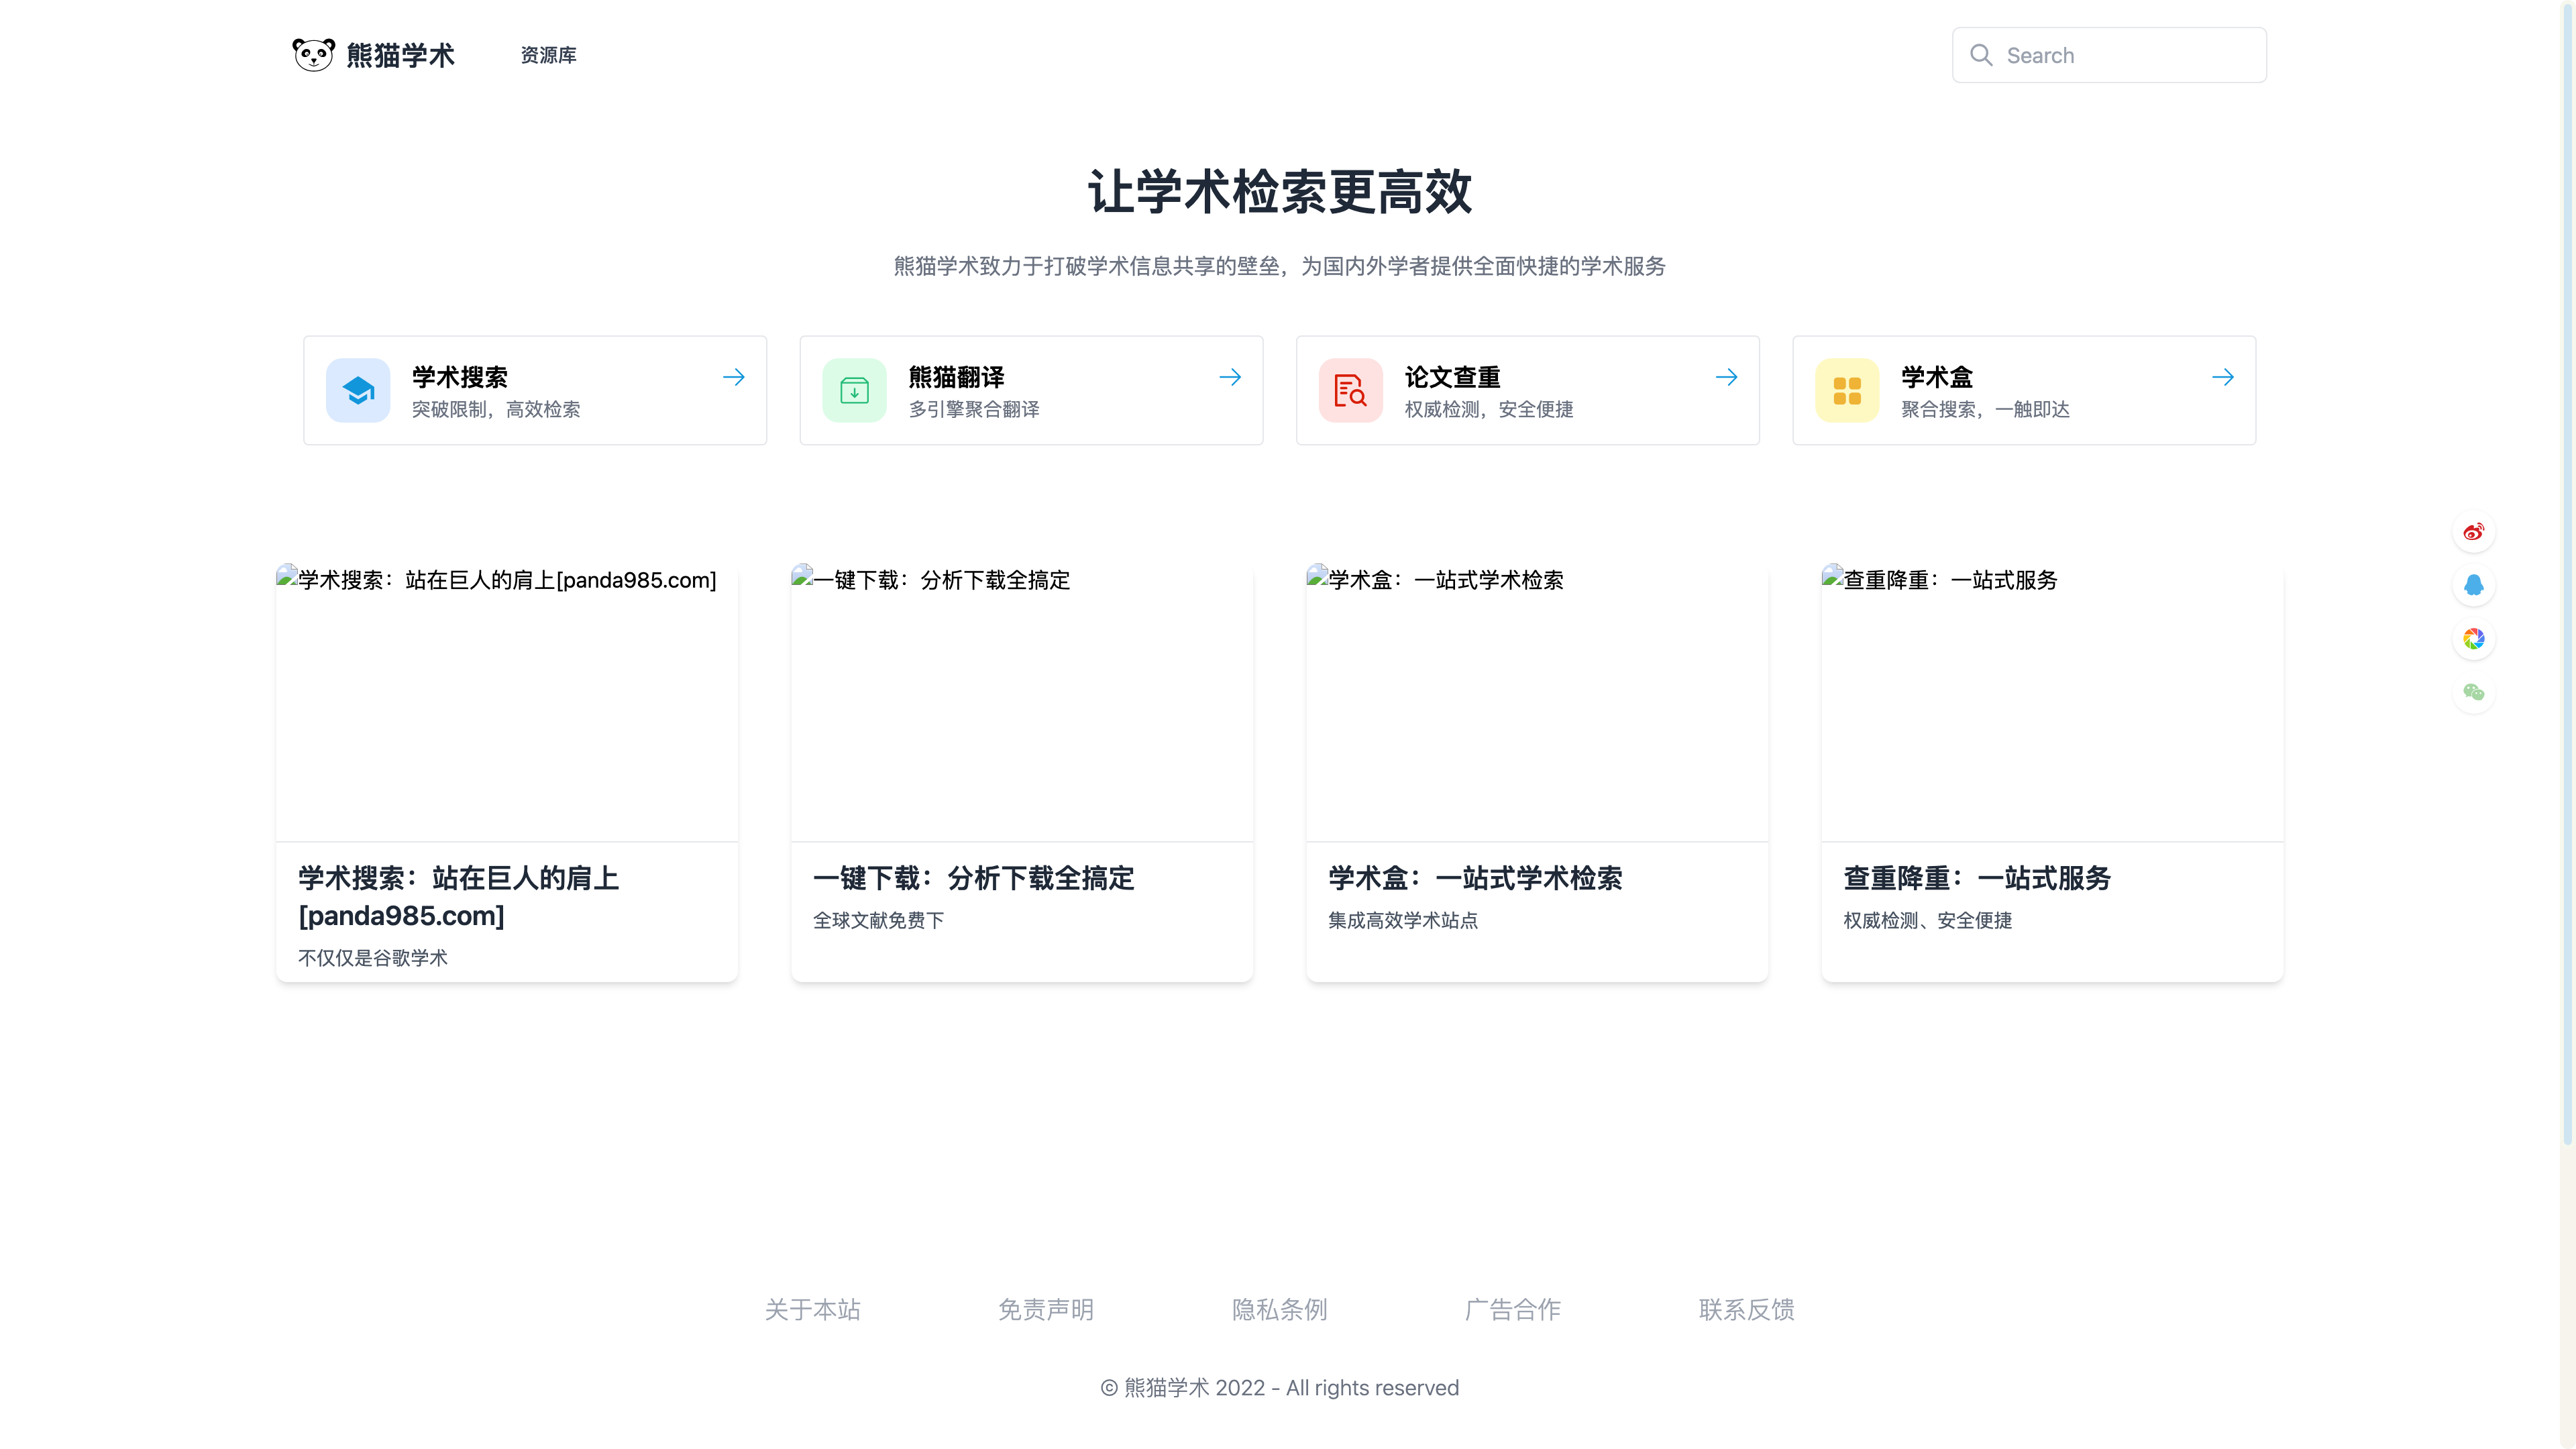 熊猫学术
资源库
Search
让学术检索更高效
熊猫学术致力于打破学术信息共享的壁垒，为国内外学者提供全面快捷的学术服务
学术搜索
突破限制，高效检索
熊猫翻译
多引擎聚合翻译
论文查重
权威检测，安全便捷
学术盒
聚合搜索，一触即达
学术搜索：站在巨人的肩上[panda985.com]
一键下载：分析下载全搞定
学术盒：一站式学术检索
查重降重：一站式服务
学术搜索：站在巨人的肩上
[panda985.com]
不仅仅是谷歌学术
一键下载：分析下载全搞定
全球文献免费下
学术盒：一站式学术检索
集成高效学术站点
查重降重：一站式服务
权威检测、安全便捷
关于本站
免责声明
隐私条例
广告合作
联系反馈
© 熊猫学术 2022 - All rights reserved